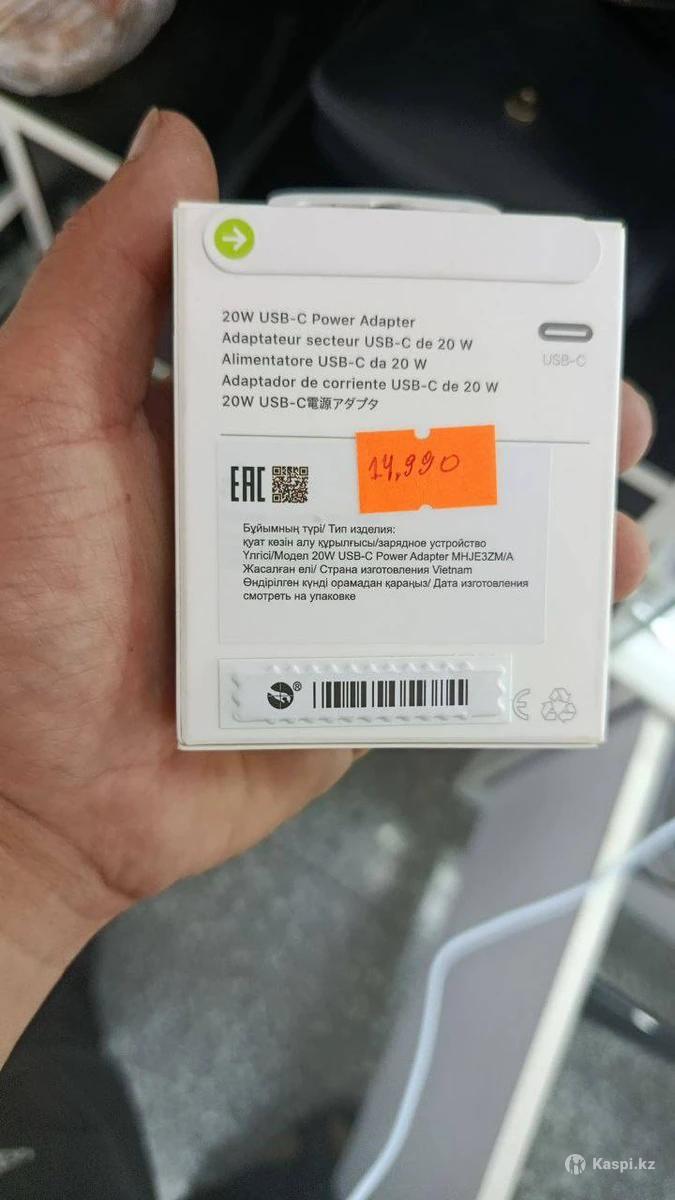 20W USB-C Power Adapter
Adaptateur secteur USB-C de 20 W
Alimentatore USB-C da 20 W
Adaptador de corriente USB-C de 20 W
20W USB-C電源アダプタ
USB-C
14,990
EAC
Бұйымның түрі/ Тип изделия:
қуат көзін алу құрылғысы/зарядное устройство
Үлгісі/Модел 20W USB-C Power Adapter MHJE3ZM/A
Жасалған елі/ Страна изготовления Vietnam
Өндірілген күнді орамадан қараңыз/ Дата изготовления
смотреть на упаковке
®
CE
Kaspi.kz